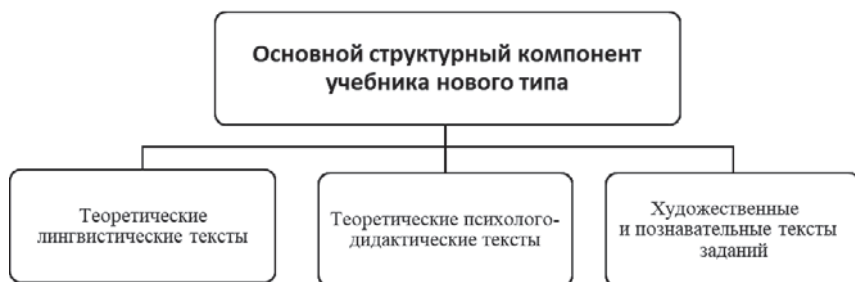 Основной структурный компонент
учебника нового типа
Теоретические
лингвистические тексты
Теоретические психолого-
дидактические тексты
Художественные
и познавательные тексты
заданий